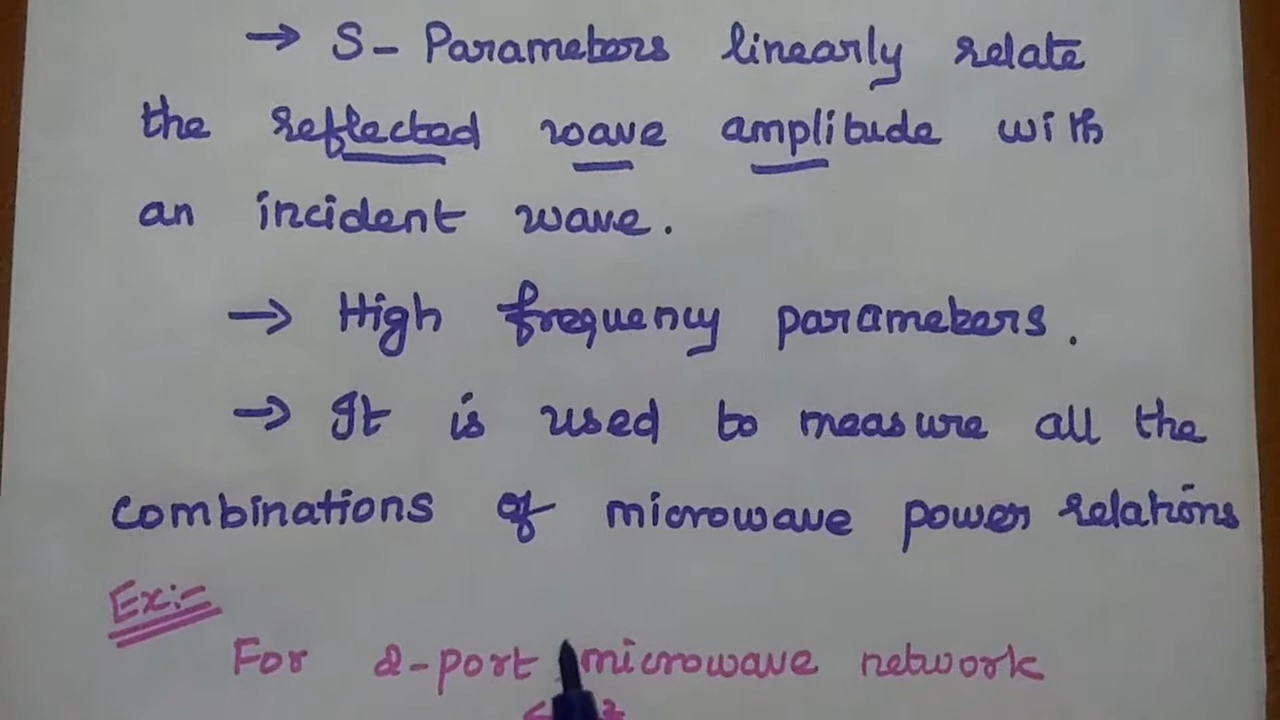 → S - Parameters linearly relate
the reflected wave amplitude with
an incident wave.
→ High frequency parameters.
→ It is used to measure all the
combinations of microwave power relations
Ex:-
For 2-port microwave network